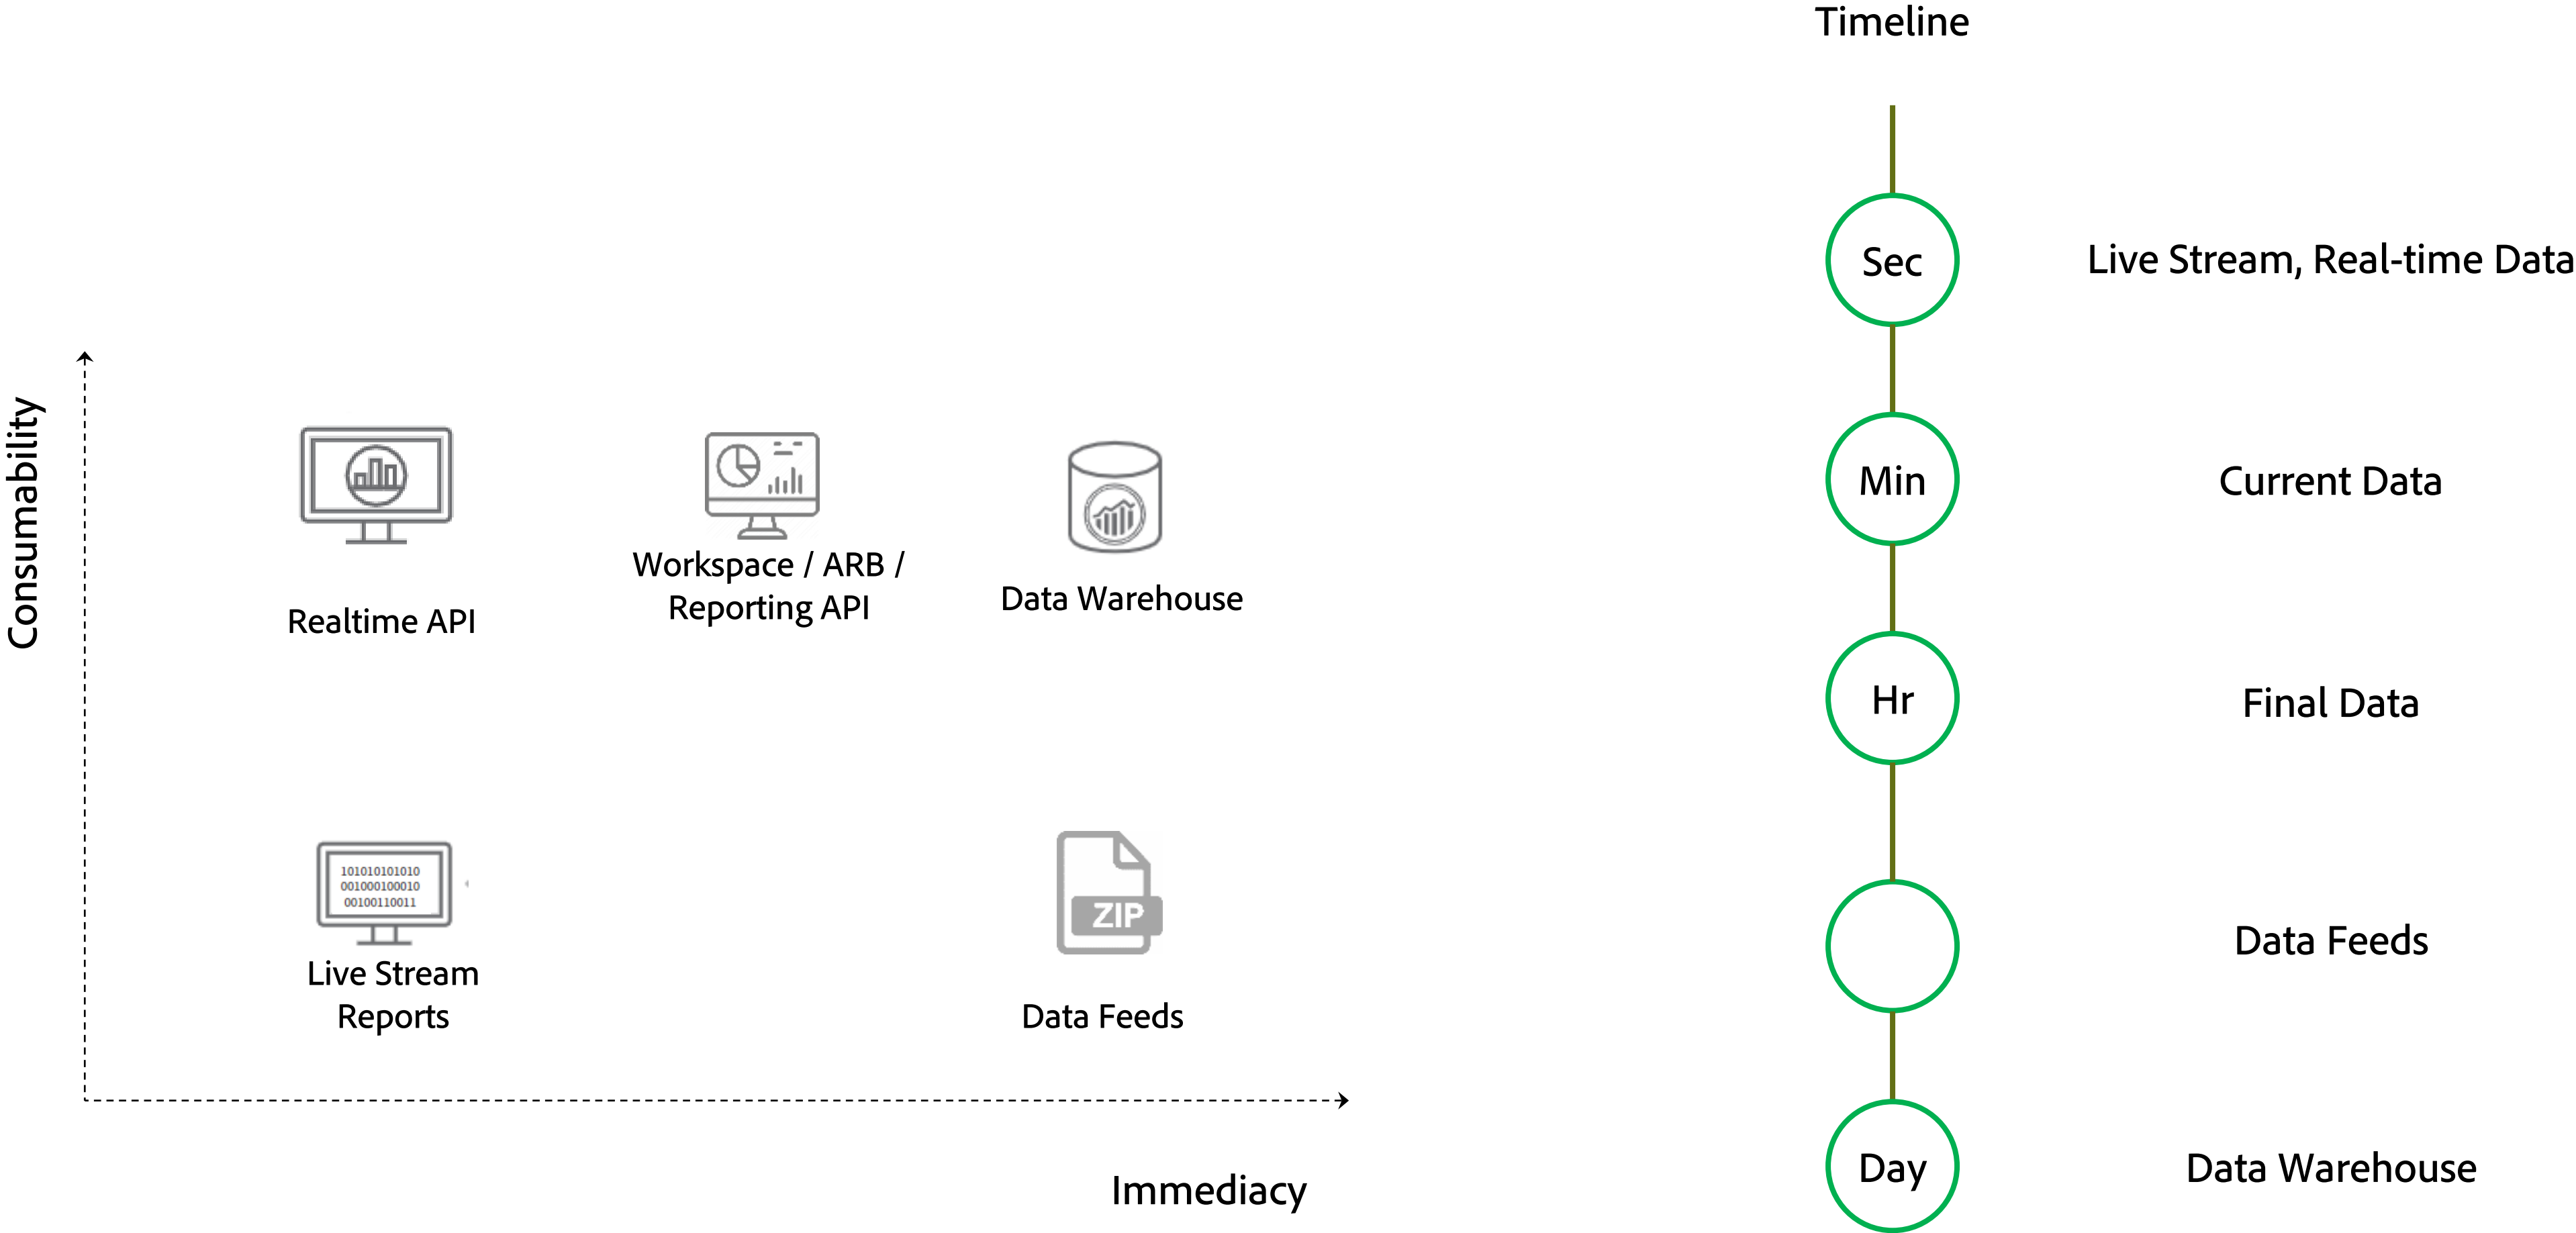 Timeline
Sec
Live Stream, Real-time Data
Min
Current Data
Hr
Final Data
Data Feeds
Day
Data Warehouse
Consumability
Realtime API
Workspace / ARB /
Reporting API
Data Warehouse
101010101010
001000100010
00100110011
Live Stream
Reports
ZIP
Data Feeds
Immediacy